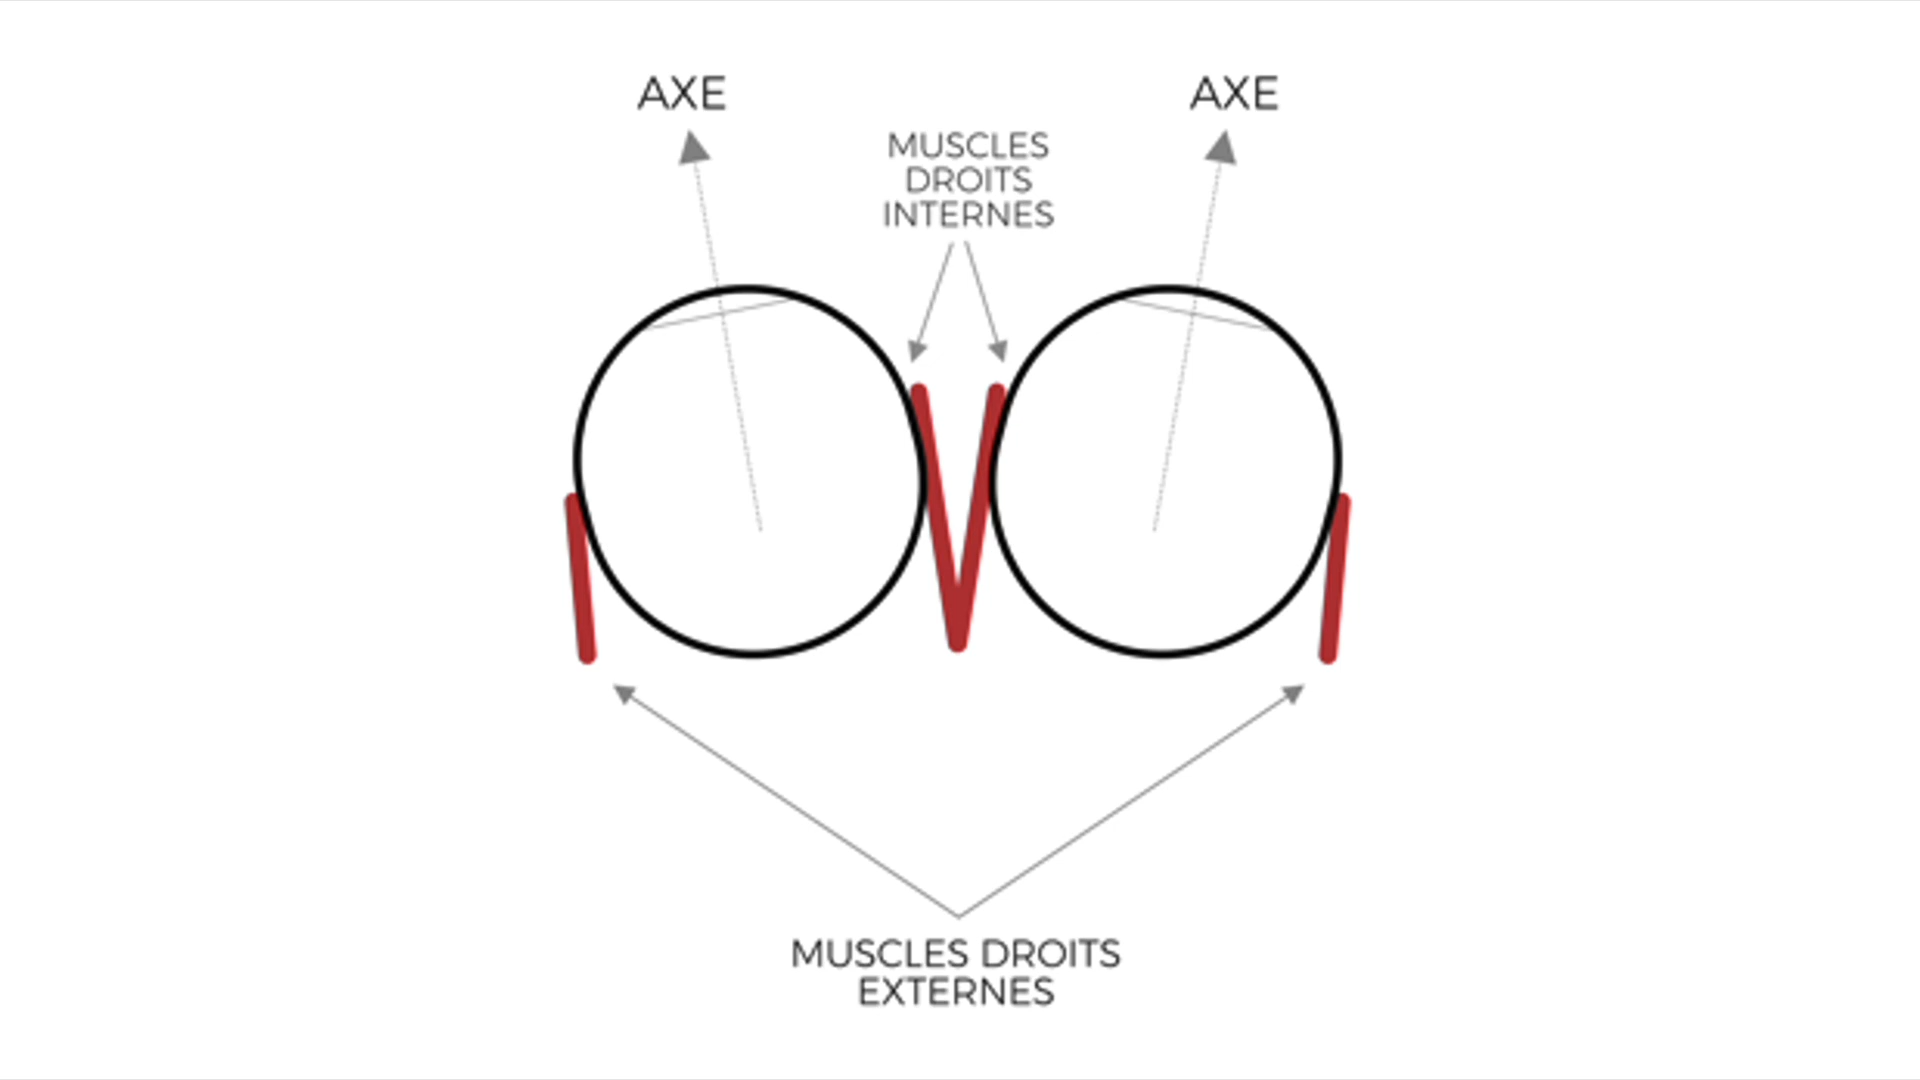 AXE
AXE
MUSCLES
DROITS
INTERNES
MUSCLES DROITS
EXTERNES